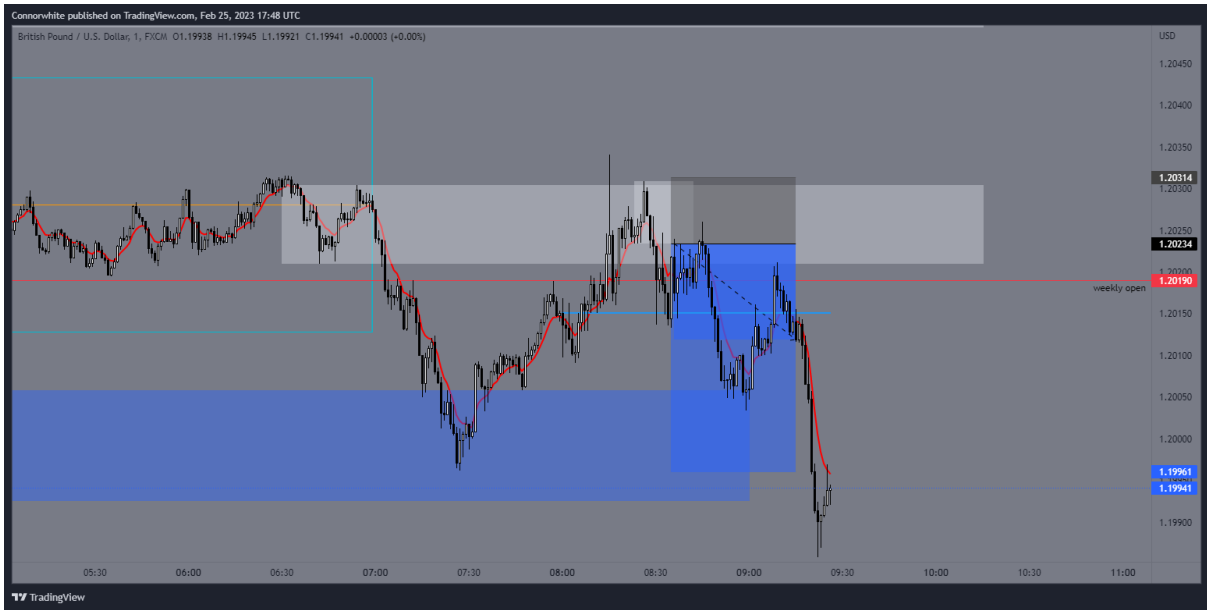 Connorwhite published on TradingView.com, Feb 25, 2023 17:48 UTC
British Pound / U.S. Dollar, 1, FXCM O1.19938 H1.19945 L1.19921 C1.19941 +0.00003 (+0.00%)
USD
1.20450
1.20400
1.20350
1.20314
1.20300
1.20250
1.20234
1.20200
1.20190
weekly open
1.20150
1.20100
1.20050
1.20000
1.19961
1.19950
1.19941
1.19900
05:30 06:00 06:30 07:00 07:30 08:00 08:30 09:00 09:30 10:00 10:30 11:00
TradingView